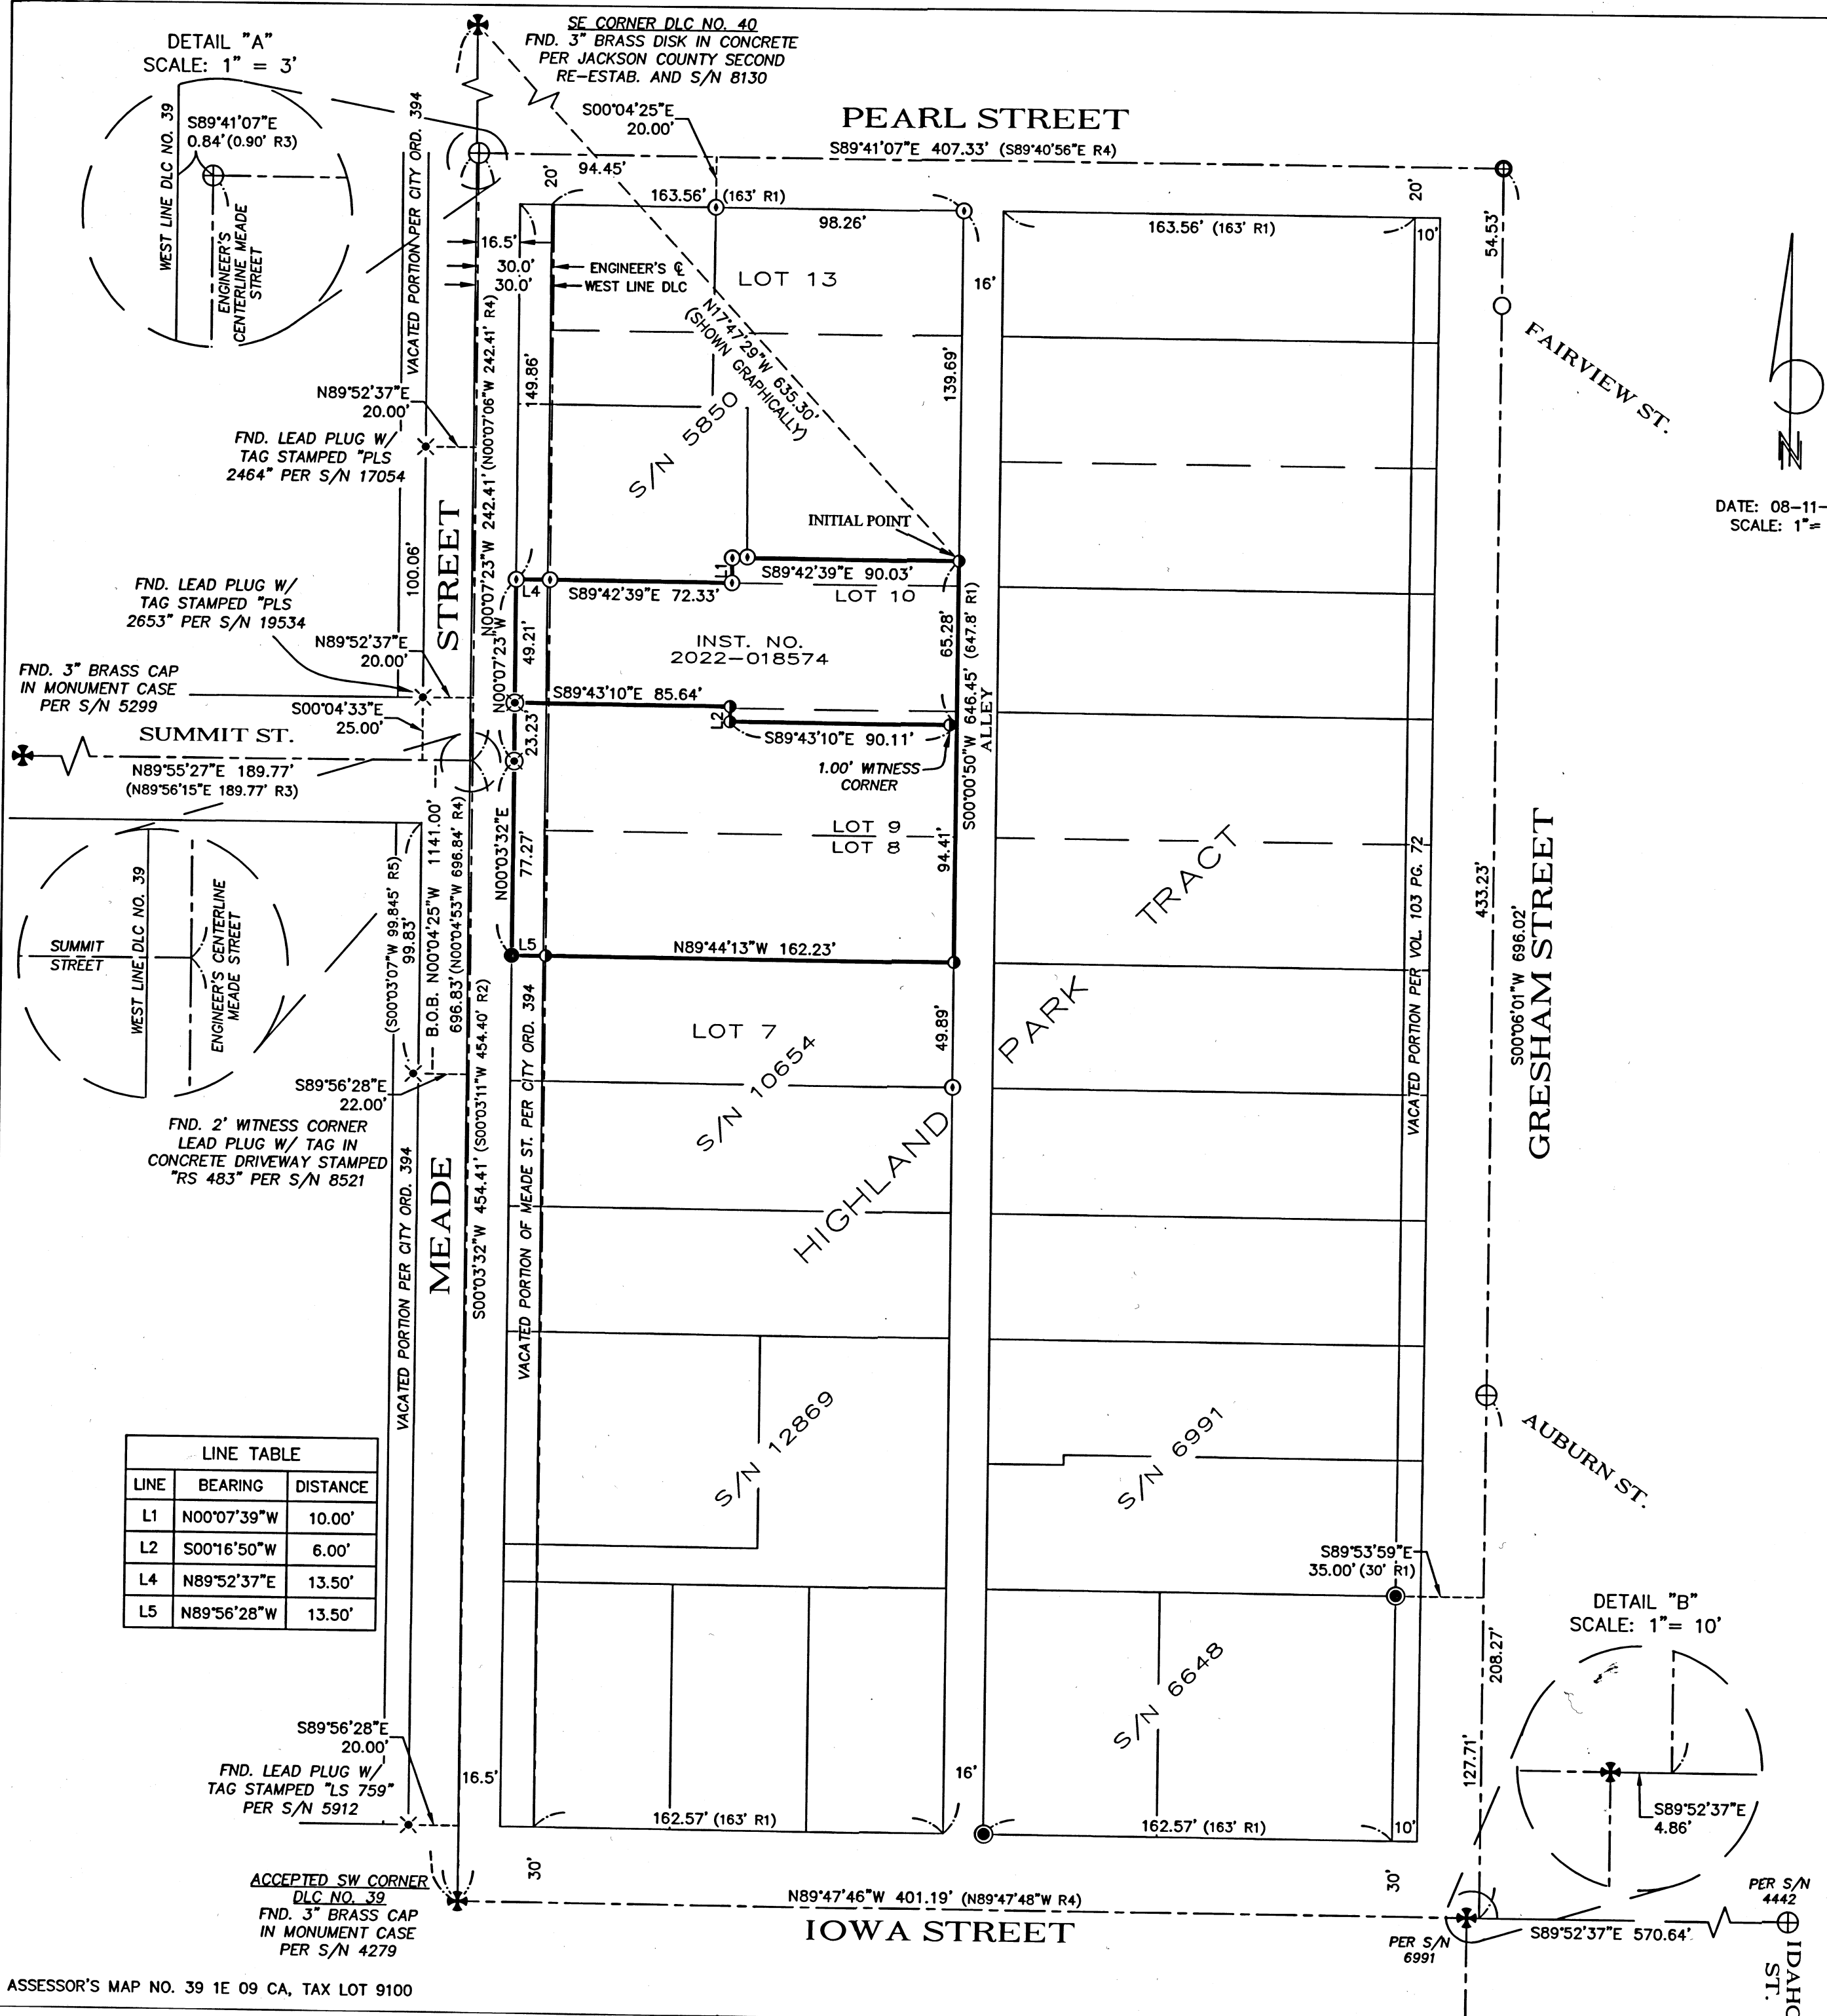 DETAIL "A"
SCALE: 1" = 3'
WEST LINE DLC NO. 39
S89°41'07"E
0.84'(0.90' R3)
ENGINEER'S
CENTERLINE MEADE
STREET
SE CORNER DLC NO. 40
FND. 3" BRASS DISK IN CONCRETE
PER JACKSON COUNTY SECOND
RE-ESTAB. AND S/N 8130
S00°04'25"E
20.00'
PEARL STREET
S89°41'07"E 407.33' (S89°40'56"E R4)
94.45'
20'
163.56' (163' R1)
98.26'
20'
163.56' (163' R1)
10'
54.53'
16.5'
30.0'
30.0'
ENGINEER'S ℄
WEST LINE DLC
LOT 13
16'
VACATED PORTION PER CITY ORD. 394
N00°07'23"W 242.41' (N00°07'06"W 242.41' R4)
149.86'
N17°47'29"W 635.30'
(SHOWN GRAPHICALLY)
139.69'
FAIRVIEW ST.
N
DATE: 08-11-
SCALE: 1"=
N89°52'37"E
20.00'
FND. LEAD PLUG W/
TAG STAMPED "PLS
2464" PER S/N 17054
S/N 5850
INITIAL POINT
100.06'
STREET
L1
S89°42'39"E 90.03'
L4
S89°42'39"E 72.33'
LOT 10
FND. LEAD PLUG W/
TAG STAMPED "PLS
2653" PER S/N 19534
N89°52'37"E
20.00'
N00°07'23"W
49.21'
INST. NO.
2022-018574
65.28'
S00°00'50"W 646.45' (647.8' R1)
ALLEY
FND. 3" BRASS CAP
IN MONUMENT CASE
PER S/N 5299
S00°04'33"E
25.00'
S89°43'10"E 85.64'
L2
S89°43'10"E 90.11'
23.23'
SUMMIT ST.
N89°55'27"E 189.77'
(N89°56'15"E 189.77' R3)
1.00' WITNESS
CORNER
LOT 9
LOT 8
N00°03'32"E
77.27'
94.41'
TRACT
VACATED PORTION PER VOL. 103 PG. 72
433.23'
S00°06'01"W 696.02'
GRESHAM STREET
SUMMIT
STREET
WEST LINE DLC NO. 39
ENGINEER'S CENTERLINE
MEADE STREET
(S00°03'07"W 99.845' R5)
99.83'
B.O.B. N00°04'25"W 1141.00'
696.83' (N00°04'53"W 696.84' R4)
L5
N89°44'13"W 162.23'
S00°03'32"W 454.41' (S00°03'11"W 454.40' R2)
VACATED PORTION OF MEADE ST. PER CITY ORD. 394
LOT 7
49.89'
PARK
S/N 10654
S89°56'28"E
22.00'
FND. 2' WITNESS CORNER
LEAD PLUG W/ TAG IN
CONCRETE DRIVEWAY STAMPED
"RS 483" PER S/N 8521
VACATED PORTION PER CITY ORD. 394
MEADE
HIGHLAND
S/N 12869
S/N 6991
AUBURN ST.
LINE TABLE
LINE BEARING DISTANCE
L1 N00°07'39"W 10.00'
L2 S00°16'50"W 6.00'
L4 N89°52'37"E 13.50'
L5 N89°56'28"W 13.50'
S89°53'59"E
35.00' (30' R1)
208.27'
DETAIL "B"
SCALE: 1"= 10'
S89°52'37"E
4.86'
S/N 6648
127.71'
S89°56'28"E
20.00'
FND. LEAD PLUG W/
TAG STAMPED "LS 759"
PER S/N 5912
16.5'
162.57' (163' R1)
16'
162.57' (163' R1)
10'
30'
30'
ACCEPTED SW CORNER
DLC NO. 39
FND. 3" BRASS CAP
IN MONUMENT CASE
PER S/N 4279
N89°47'46"W 401.19' (N89°47'48"W R4)
IOWA STREET
PER S/N
6991
S89°52'37"E 570.64'
PER S/N
4442
IDAHO
ST.
ASSESSOR'S MAP NO. 39 1E 09 CA, TAX LOT 9100